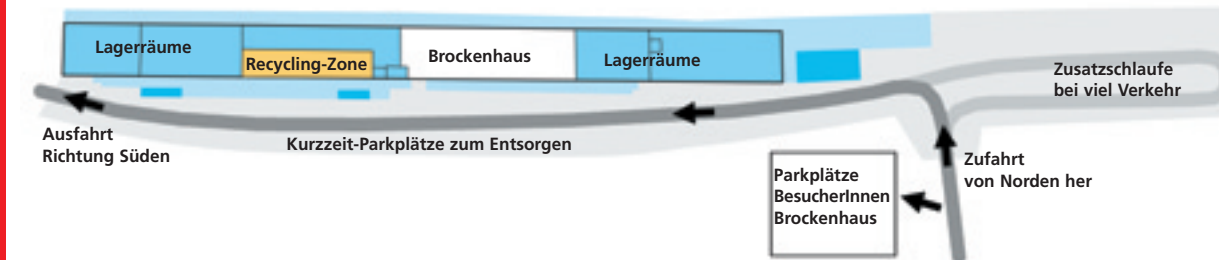 Lagerräume
Recycling-Zone
Brockenhaus
Lagerräume
Zusatzschlaufe
bei viel Verkehr
Ausfahrt
Richtung Süden
Kurzzeit-Parkplätze zum Entsorgen
Zufahrt
von Norden her
Parkplätze
BesucherInnen
Brockenhaus